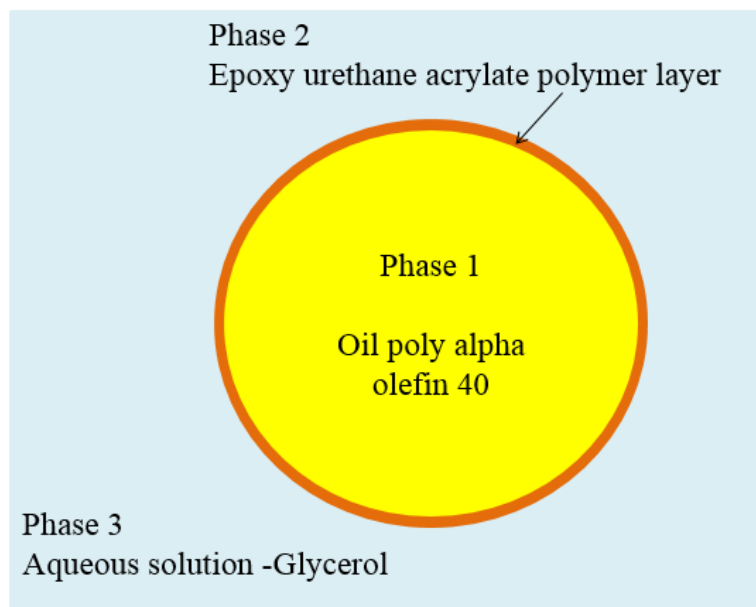 Phase 2
Epoxy urethane acrylate polymer layer
Phase 1
Oil poly alpha
olefin 40
Phase 3
Aqueous solution -Glycerol